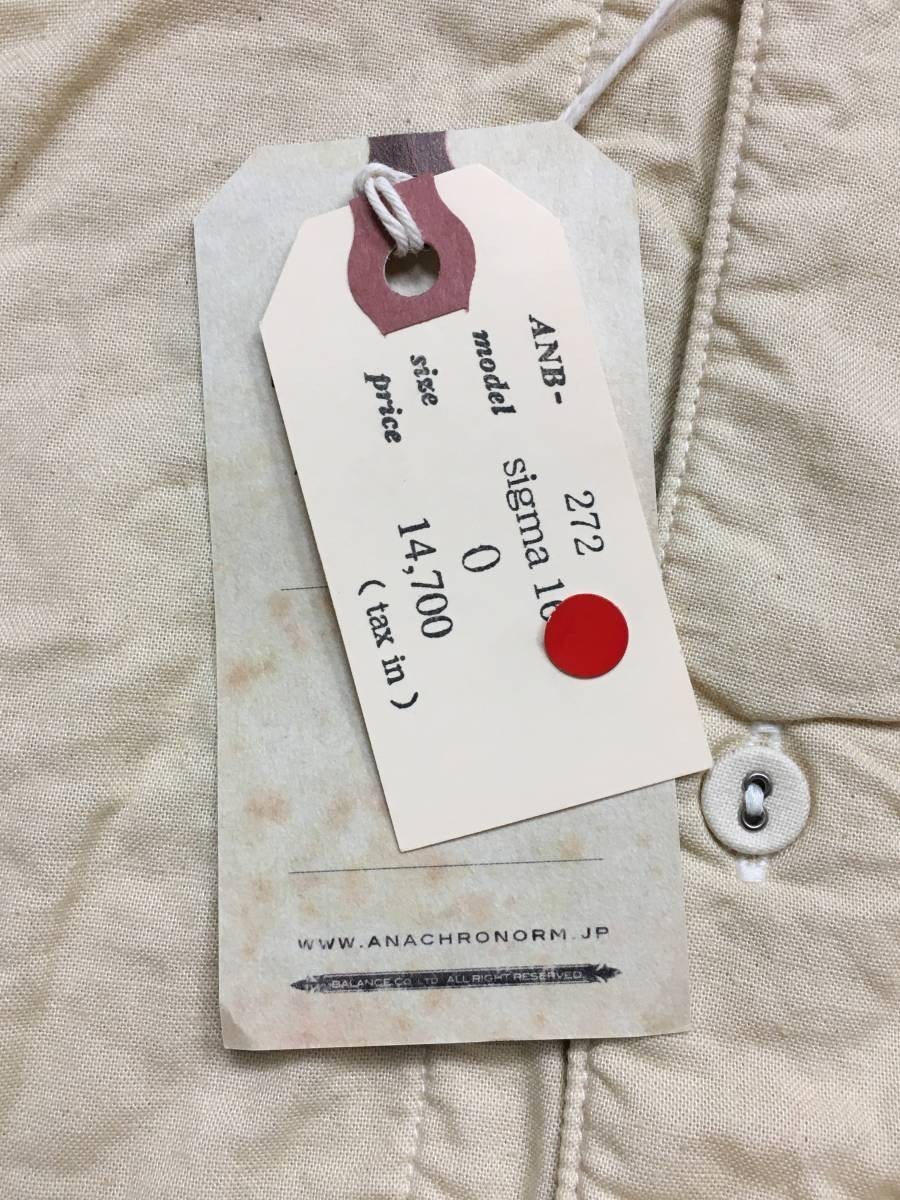 ANB- 272
model sigma 16
size 0
price 14,700
( tax in )
WWW.ANACHRONORM.JP
BALANCE CO.,LTD. ALL RIGHT RESERVED